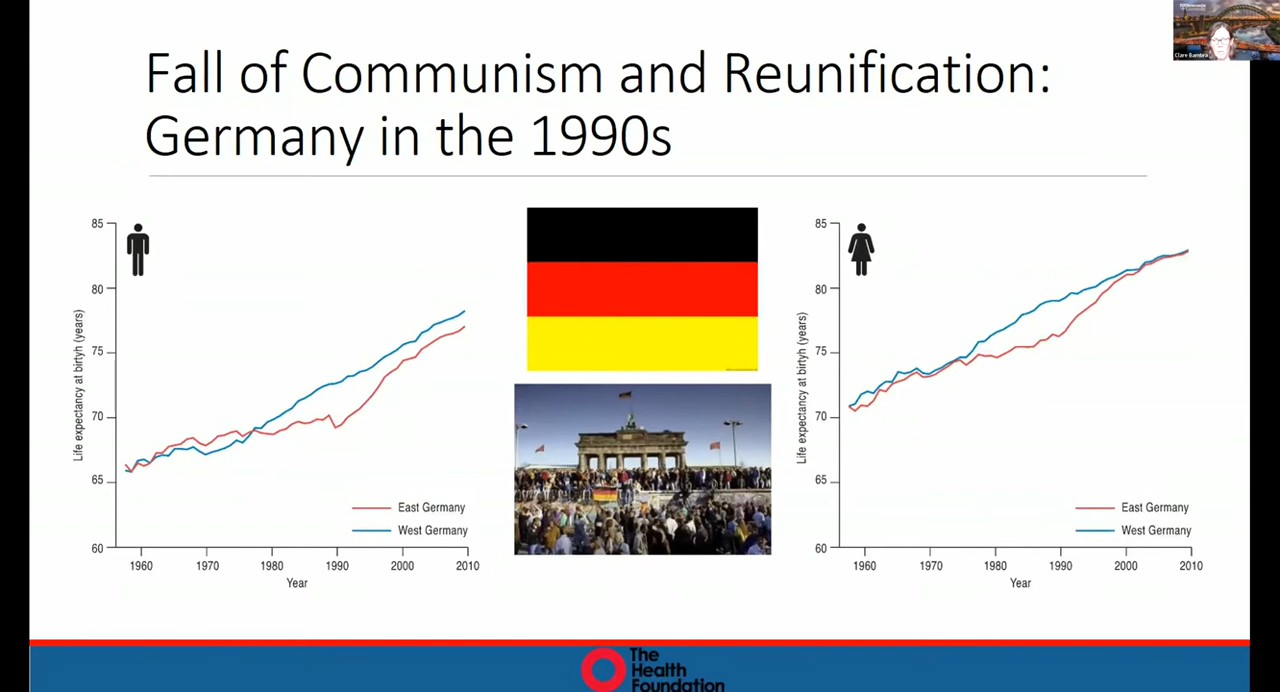 Fall of Communism and Reunification:
Germany in the 1990s
Clare Bambra
85
80
75
70
65
60
Life expectancy at birtyh (years)
East Germany
West Germany
1960 1970 1980 1990 2000 2010
Year
85
80
75
70
65
60
Life expectancy at birtyh (years)
East Germany
West Germany
1960 1970 1980 1990 2000 2010
Year
The
Health
Foundation